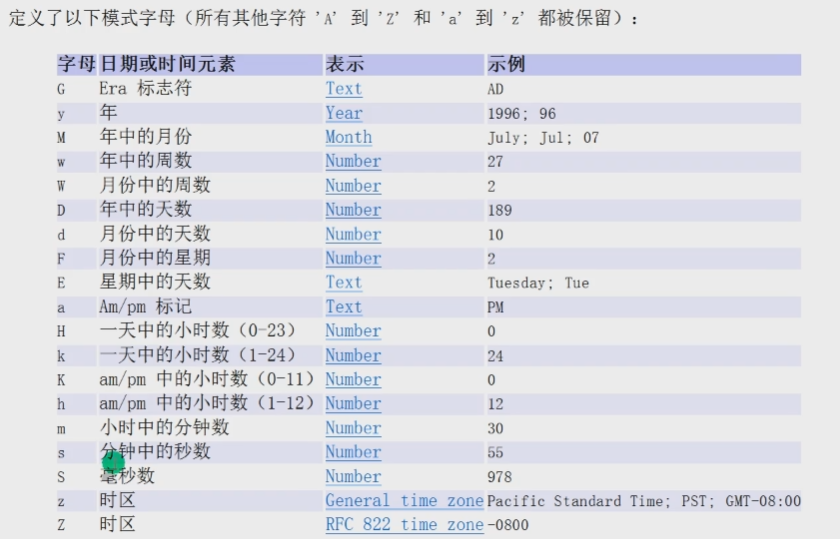 定义了以下模式字母（所有其他字符 'A' 到 'Z' 和 'a' 到 'z' 都被保留）：
字母 日期或时间元素 表示 示例
G Era 标志符 Text AD
y 年 Year 1996; 96
M 年中的月份 Month July; Jul; 07
w 年中的周数 Number 27
W 月份中的周数 Number 2
D 年中的天数 Number 189
d 月份中的天数 Number 10
F 月份中的星期 Number 2
E 星期中的天数 Text Tuesday; Tue
a Am/pm 标记 Text PM
H 一天中的小时数（0-23） Number 0
k 一天中的小时数（1-24） Number 24
K am/pm 中的小时数（0-11） Number 0
h am/pm 中的小时数（1-12） Number 12
m 小时中的分钟数 Number 30
s 分钟中的秒数 Number 55
S 毫秒数 Number 978
z 时区 General time zone Pacific Standard Time; PST; GMT-08:00
Z 时区 RFC 822 time zone -0800